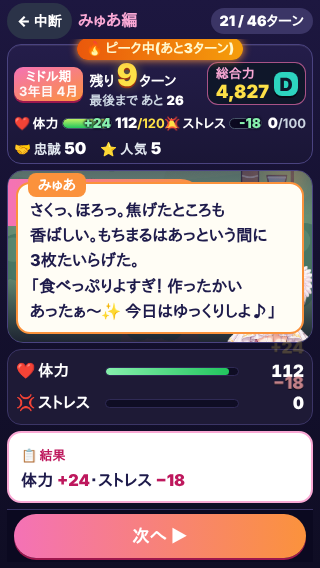 ← 中断 みゅあ編 21 / 46ターン
🔥 ピーク中(あと3ターン)
ミドル期
3年目 4月
残り 9 ターン
最後まで あと 26
総合力
4,827 D
❤️ 体力 +24 112/120 💥 ストレス -18 0/100
🤝 忠誠 50 ⭐ 人気 5
みゅあ
さくっ、ほろっ。焦げたところも
香ばしい。もちまるはあっという間に
3枚たいらげた。
「食べっぷりよすぎ! 作ったかい
あったぁ〜✨ 今日はゆっくりしよ♪」
+24
❤️ 体力 112
−18
💢 ストレス 0
📋 結果
体力 +24・ストレス −18
次へ ▶